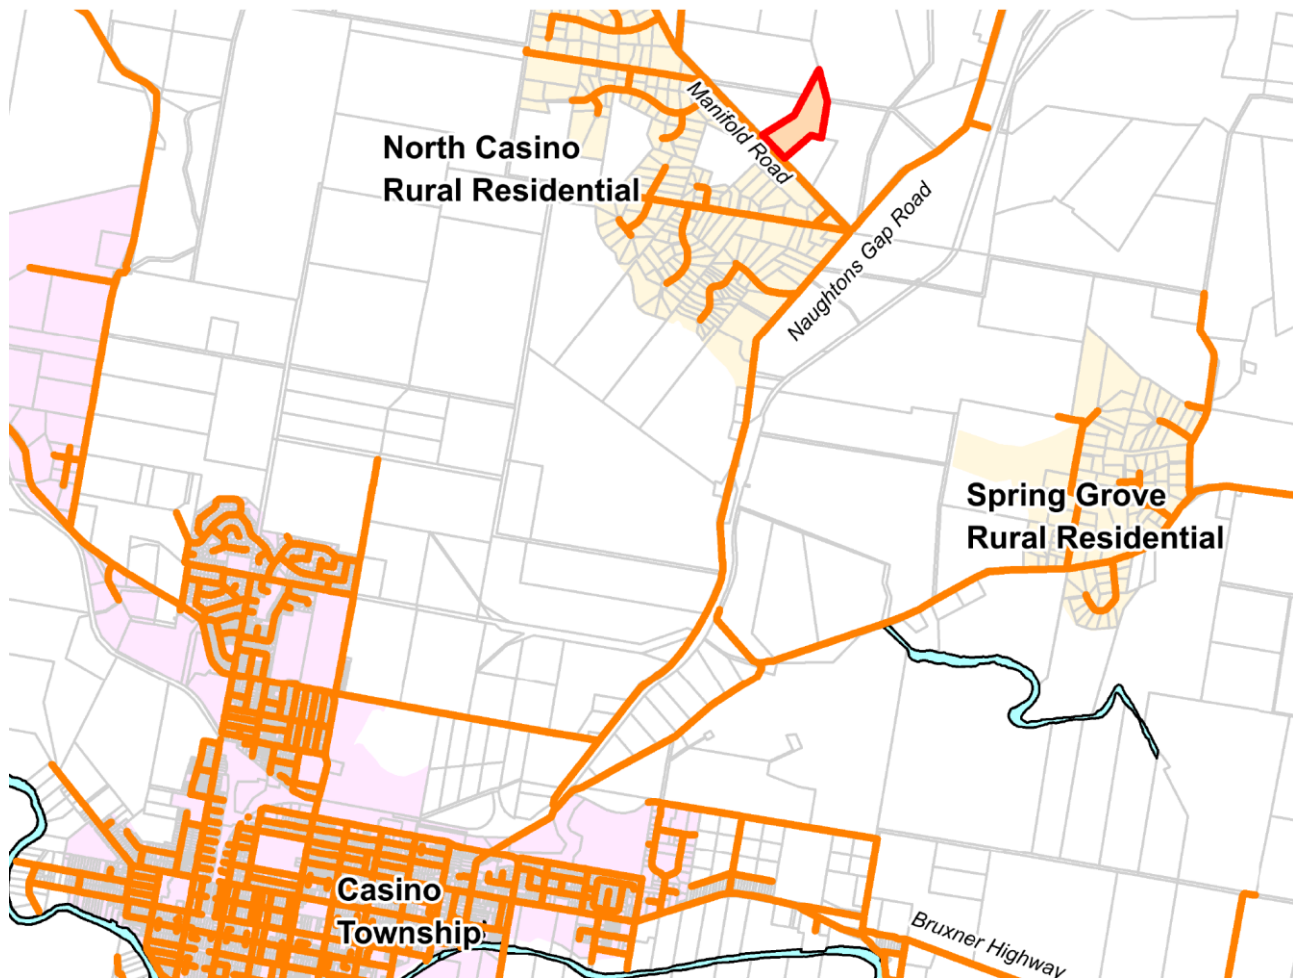 Manifold Road
North Casino
Rural Residential
Naughtons Gap Road
Spring Grove
Rural Residential
Casino
Township
Bruxner Highway